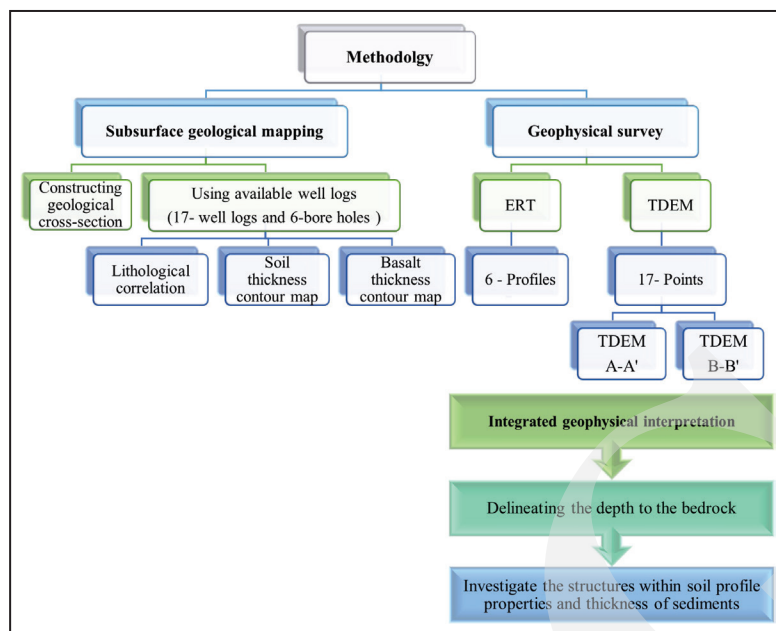 Methodolgy
Subsurface geological mapping
Geophysical survey
Constructing
geological
cross-section
Using available well logs
(17- well logs and 6-bore holes )
ERT
TDEM
Lithological
correlation
Soil
thickness
contour map
Basalt
thickness
contour map
6 - Profiles
17- Points
TDEM
A-A'
TDEM
B-B'
Integrated geophysical interpretation
Delineating the depth to the bedrock
Investigate the structures within soil profile
properties and thickness of sediments